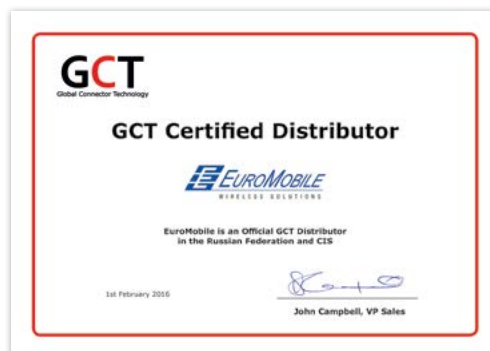 GCT
Global Connector Technology
GCT Certified Distributor
EUROMOBILE
WIRELESS SOLUTIONS
EuroMobile is an Official GCT Distributor
in the Russian Federation and CIS
1st February 2016
John Campbell, VP Sales